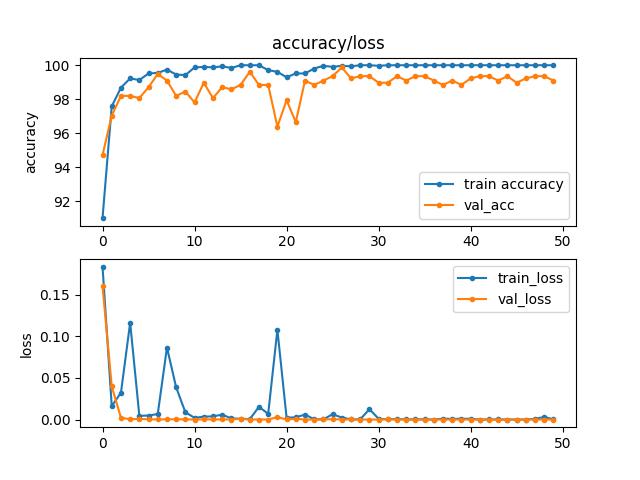 accuracy/loss
100
98
96
94
92
accuracy
train accuracy
val_acc
0 10 20 30 40 50
0.15
0.10
0.05
0.00
loss
train_loss
val_loss
0 10 20 30 40 50